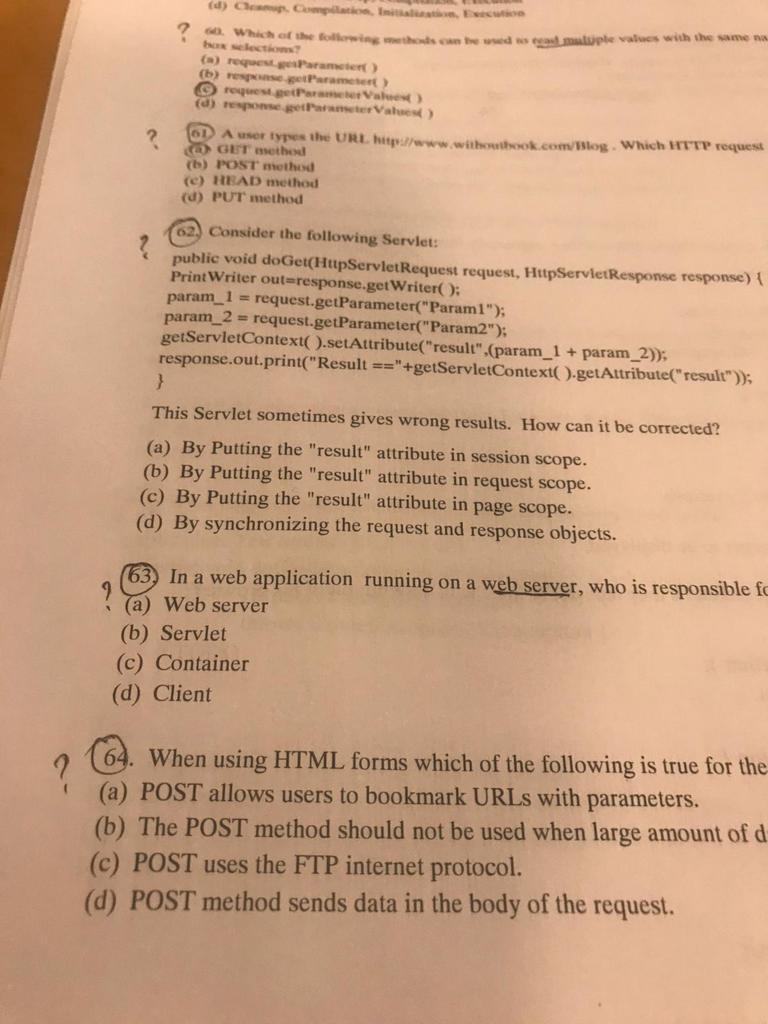 (d) Cleanup, Compilation, Initialization, Execution
? 60. Which of the following methods can be used to read multiple values with the same na
box selections?
(a) request.getParameter( )
(b) response.getParameter( )
(c) request.getParameterValues( )
(d) response.getParameterValues( )
? 61 A user types the URL http://www.withoutbook.com/Blog . Which HTTP request
(a) GET method
(b) POST method
(c) HEAD method
(d) PUT method
? 62. Consider the following Servlet:
public void doGet(HttpServletRequest request, HttpServletResponse response) {
PrintWriter out=response.getWriter( );
param_1 = request.getParameter("Param1");
param_2 = request.getParameter("Param2");
getServletContext( ).setAttribute("result",(param_1 + param_2));
response.out.print("Result =="+getServletContext( ).getAttribute("result"));
}
This Servlet sometimes gives wrong results. How can it be corrected?
(a) By Putting the "result" attribute in session scope.
(b) By Putting the "result" attribute in request scope.
(c) By Putting the "result" attribute in page scope.
(d) By synchronizing the request and response objects.
? 63. In a web application running on a web server, who is responsible fo
(a) Web server
(b) Servlet
(c) Container
(d) Client
? 64. When using HTML forms which of the following is true for the
(a) POST allows users to bookmark URLs with parameters.
(b) The POST method should not be used when large amount of d
(c) POST uses the FTP internet protocol.
(d) POST method sends data in the body of the request.